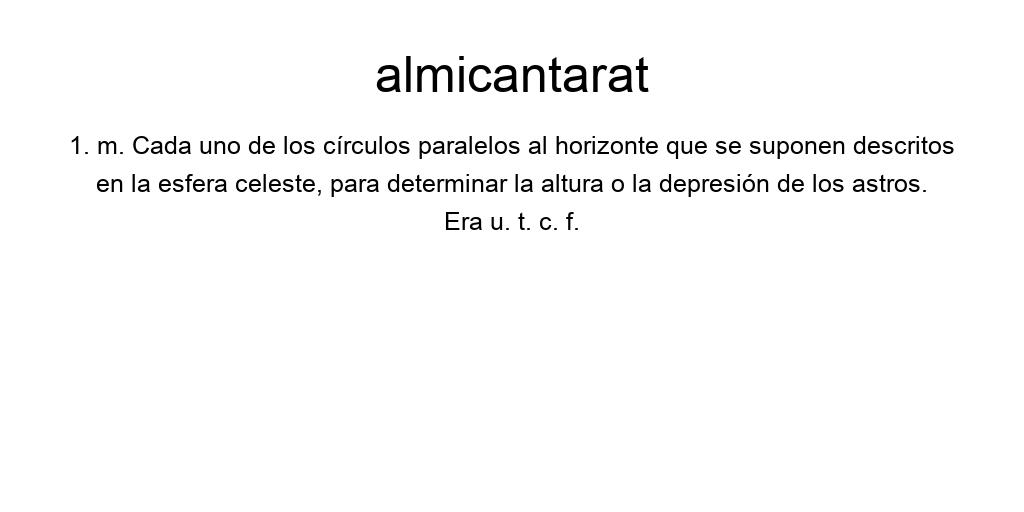 almicantarat
1. m. Cada uno de los círculos paralelos al horizonte que se suponen descritos
en la esfera celeste, para determinar la altura o la depresión de los astros.
Era u. t. c. f.